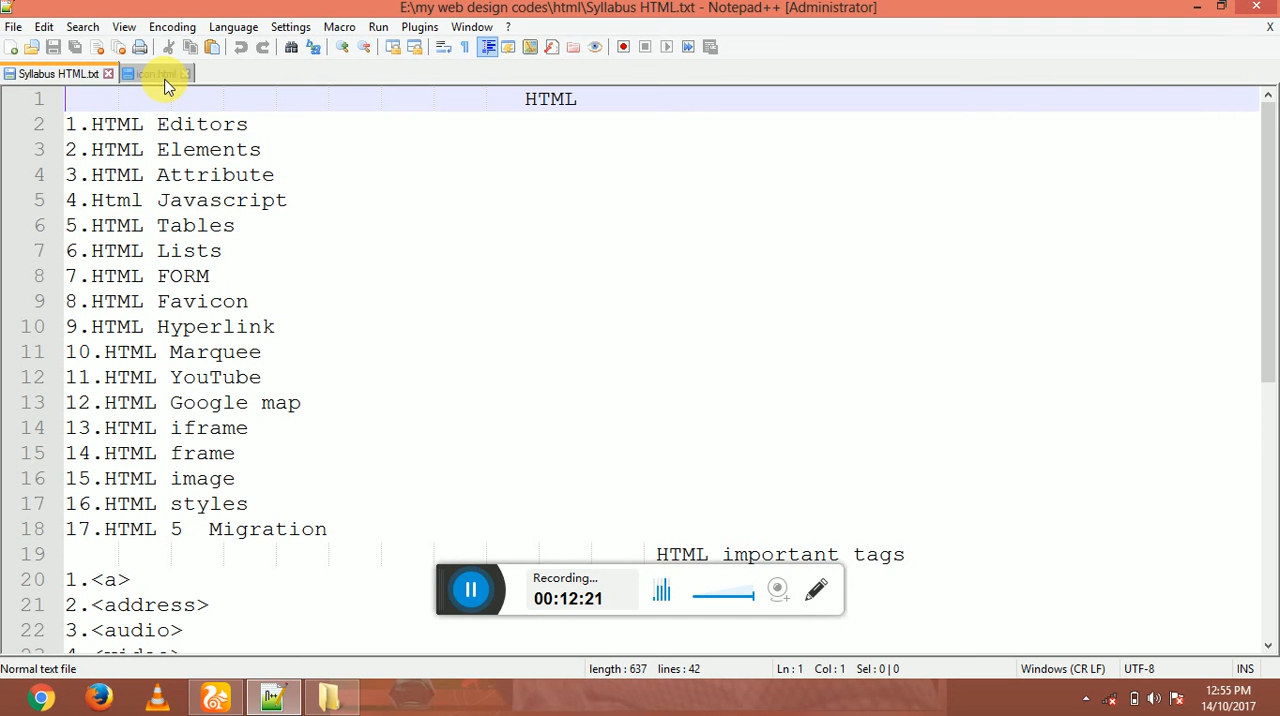 E:\my web design codes\html\Syllabus HTML.txt - Notepad++ [Administrator]
File Edit Search View Encoding Language Settings Macro Run Plugins Window ? X
Syllabus HTML.txt icon.html
1 HTML
2 1.HTML Editors
3 2.HTML Elements
4 3.HTML Attribute
5 4.Html Javascript
6 5.HTML Tables
7 6.HTML Lists
8 7.HTML FORM
9 8.HTML Favicon
10 9.HTML Hyperlink
11 10.HTML Marquee
12 11.HTML YouTube
13 12.HTML Google map
14 13.HTML iframe
15 14.HTML frame
16 15.HTML image
17 16.HTML styles
18 17.HTML 5 Migration
19 HTML important tags
20 1.<a>
21 2.<address>
22 3.<audio>
Recording...
00:12:21
Normal text file length : 637 lines : 42 Ln : 1 Col : 1 Sel : 0 | 0 Windows (CR LF) UTF-8 INS
12:55 PM
14/10/2017